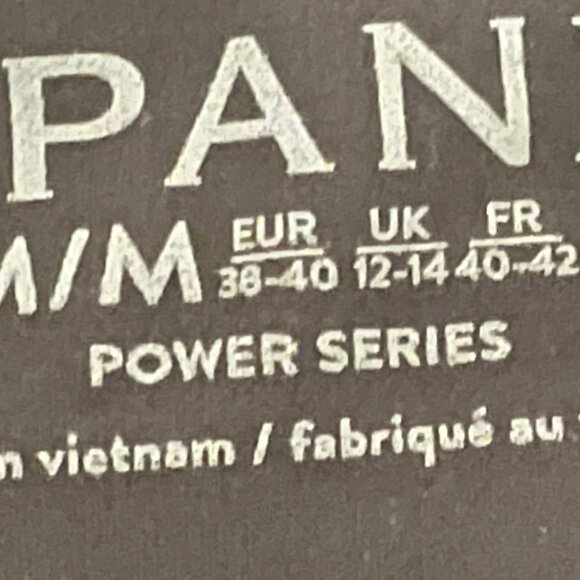 PAN
M/M EUR 38-40 UK 12-14 FR 40-42
POWER SERIES
n vietnam / fabriqué au